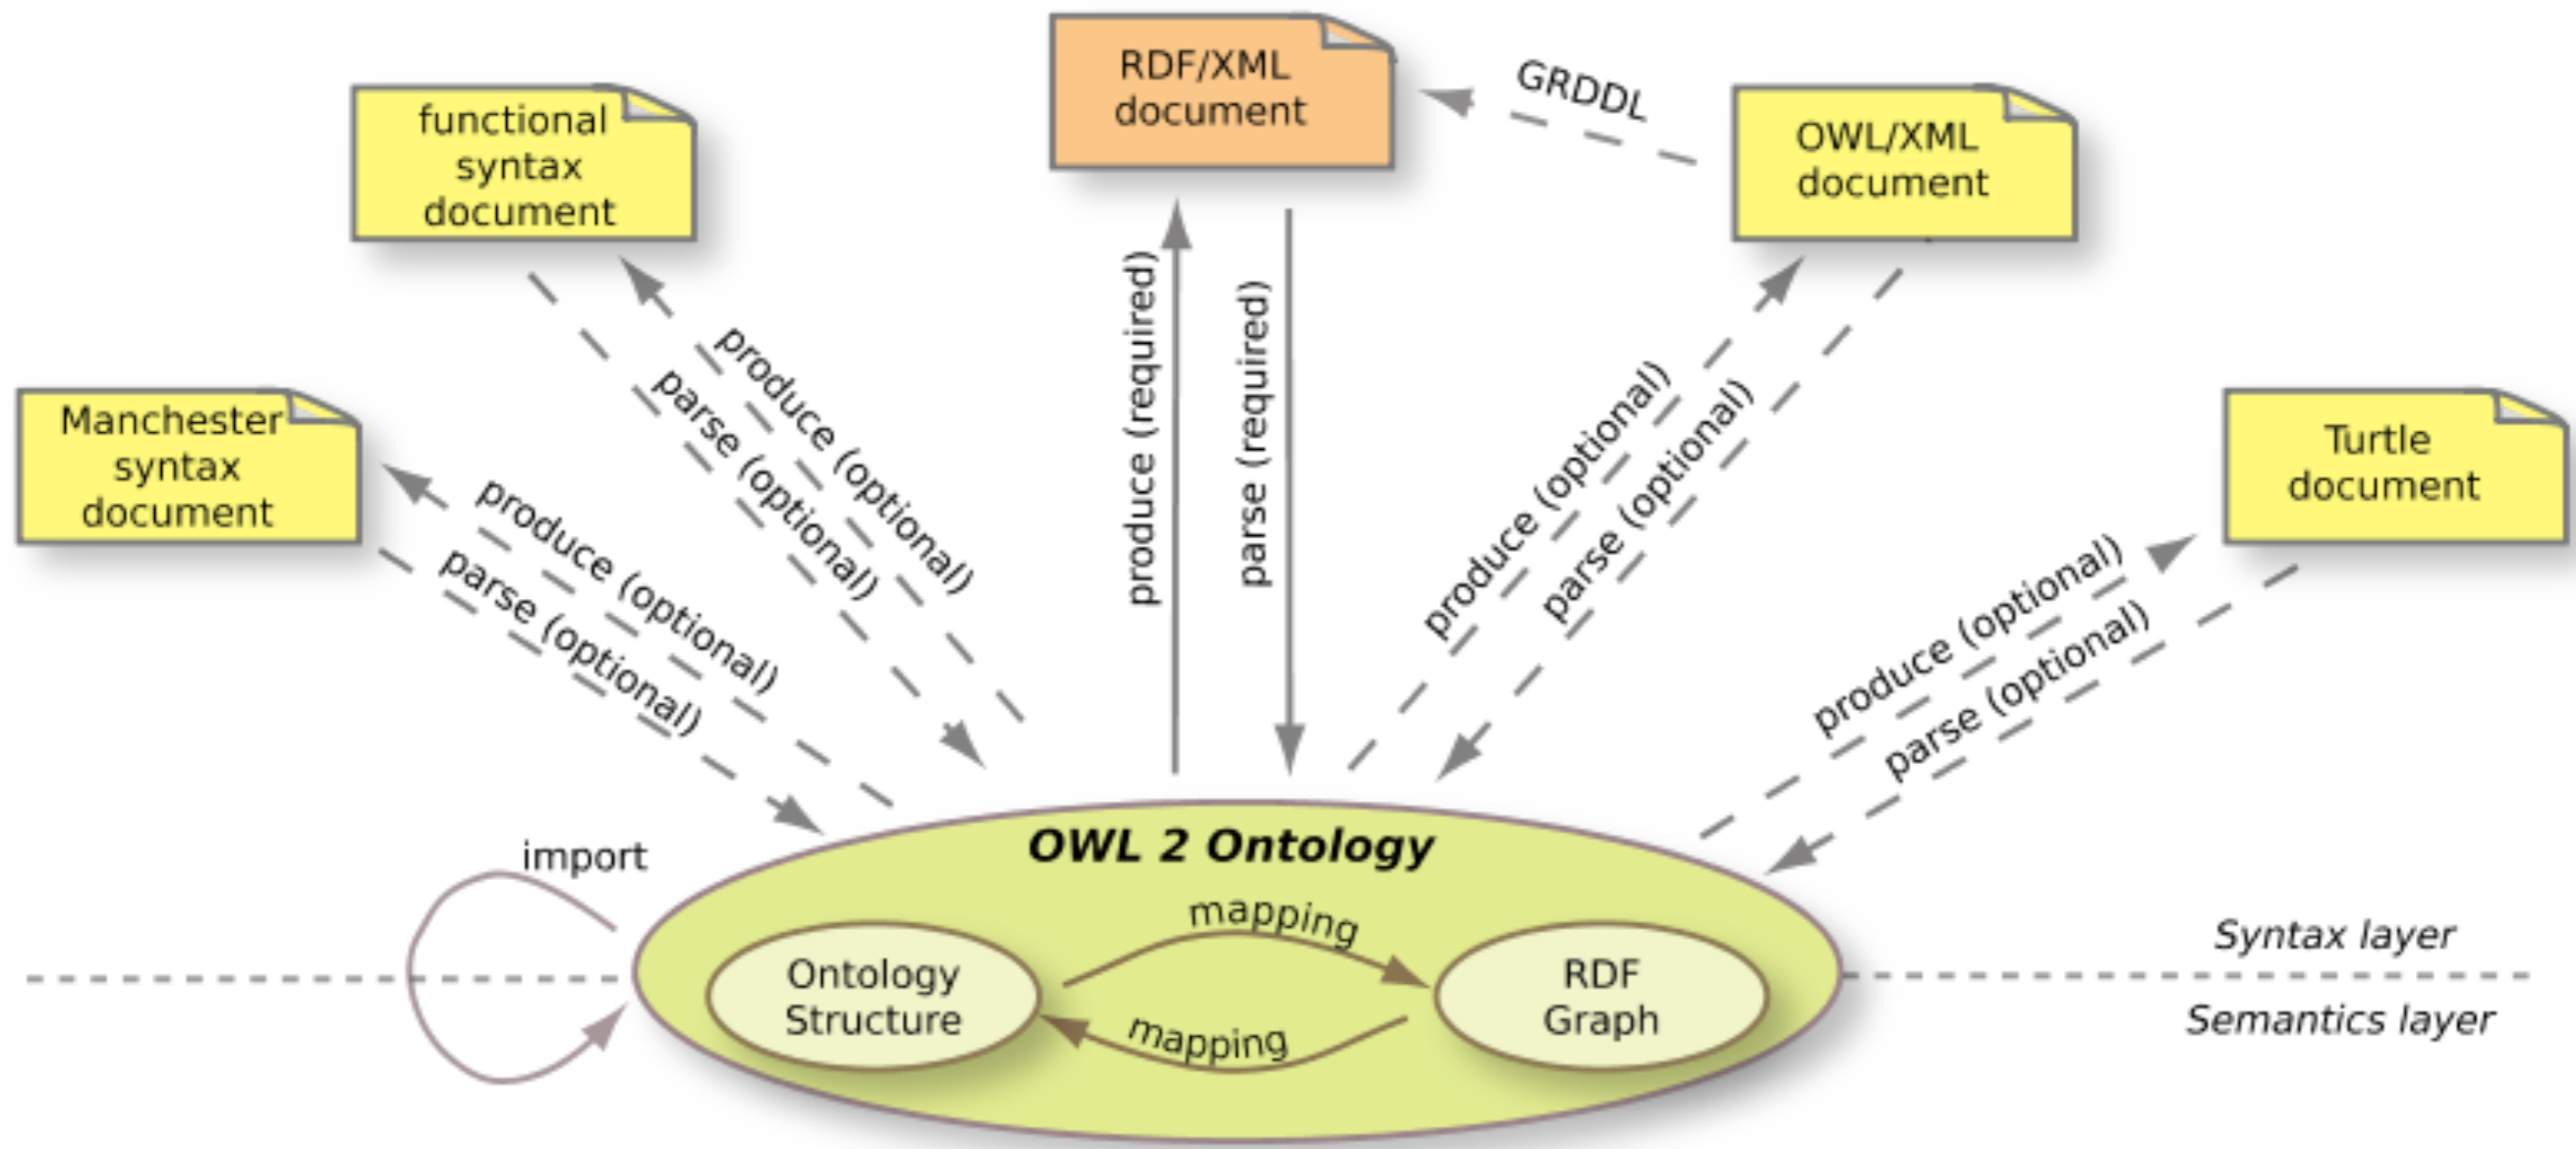 RDF/XML
document
GRDDL
functional
syntax
document
OWL/XML
document
Manchester
syntax
document
Turtle
document
produce (optional)
parse (optional)
produce (optional)
parse (optional)
produce (required)
parse (required)
produce (optional)
parse (optional)
produce (optional)
parse (optional)
import
OWL 2 Ontology
mapping
Ontology
Structure
RDF
Graph
mapping
Syntax layer
Semantics layer